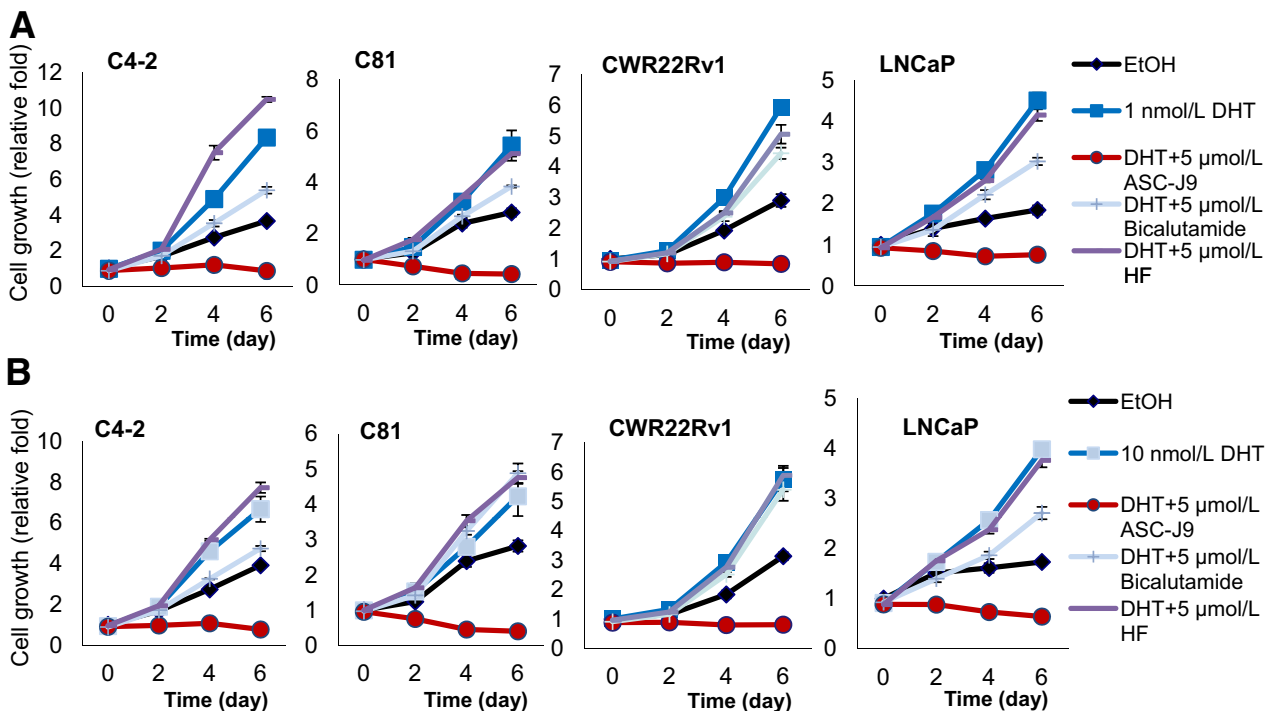 A
Cell growth (relative fold)
C4-2
12
10
8
6
4
2
0
0 2 4 6
Time (day)
C81
8
6
4
2
0
0 2 4 6
Time (day)
CWR22Rv1
7
6
5
4
3
2
1
0
0 2 4 6
Time (day)
LNCaP
5
4
3
2
1
0
0 2 4 6
Time (day)
EtOH
1 nmol/L DHT
DHT+5 µmol/L
ASC-J9
DHT+5 µmol/L
Bicalutamide
DHT+5 µmol/L
HF
B
Cell growth (relative fold)
C4-2
10
8
6
4
2
0
0 2 4 6
Time (day)
C81
6
5
4
3
2
1
0
0 2 4 6
Time (day)
CWR22Rv1
7
6
5
4
3
2
1
0
0 2 4 6
Time (day)
LNCaP
5
4
3
2
1
0
0 2 4 6
Time (day)
EtOH
10 nmol/L DHT
DHT+5 µmol/L
ASC-J9
DHT+5 µmol/L
Bicalutamide
DHT+5 µmol/L
HF